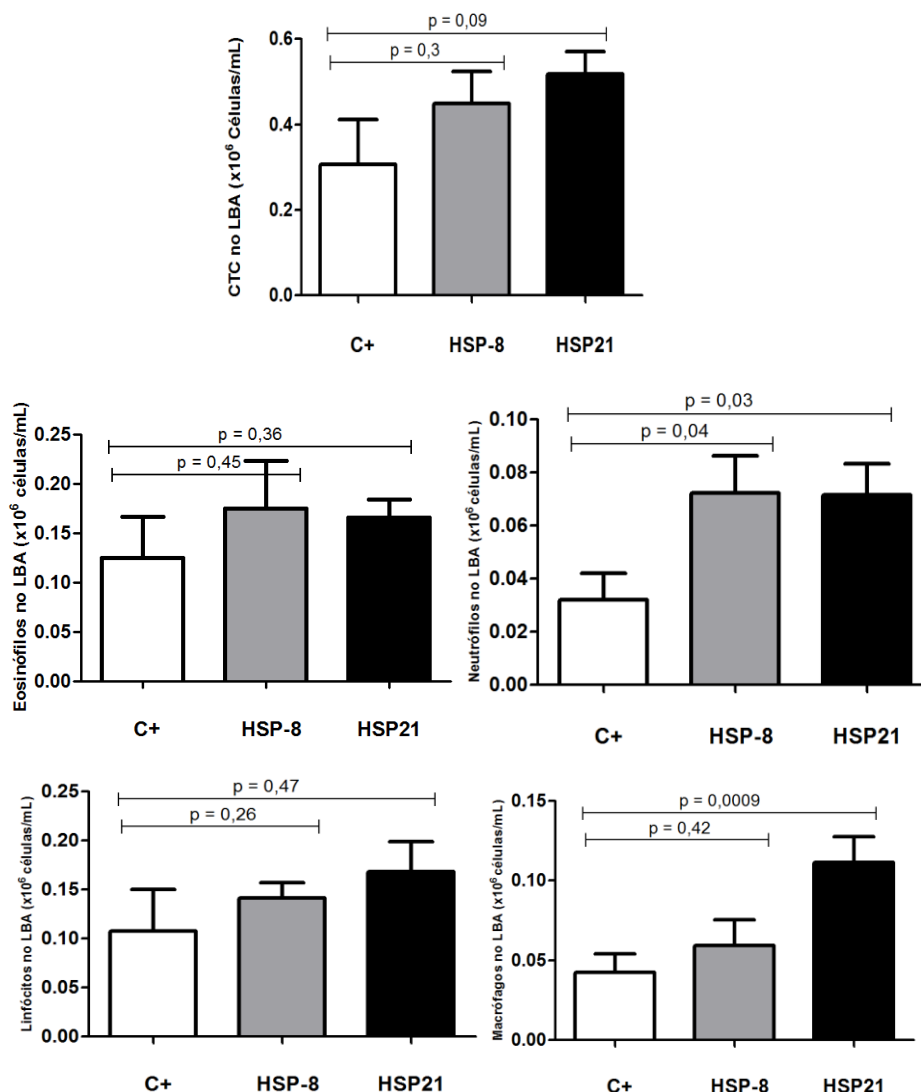 p = 0,09
p = 0,3
CTC no LBA (x10⁶ Células/mL)
0.6
0.4
0.2
0.0
C+ HSP-8 HSP21
p = 0,36
p = 0,45
Eosinófilos no LBA (x10⁶ células/mL)
0.25
0.20
0.15
0.10
0.05
0.00
C+ HSP-8 HSP21
p = 0,03
p = 0,04
Neutrófilos no LBA (x10⁶ células/mL)
0.10
0.08
0.06
0.04
0.02
0.00
C+ HSP-8 HSP21
p = 0,47
p = 0,26
Linfócitos no LBA (x10⁶ células/mL)
0.25
0.20
0.15
0.10
0.05
0.00
C+ HSP-8 HSP21
p = 0,0009
p = 0,42
Macrófagos no LBA (x10⁶ células/mL)
0.15
0.10
0.05
0.00
C+ HSP-8 HSP21